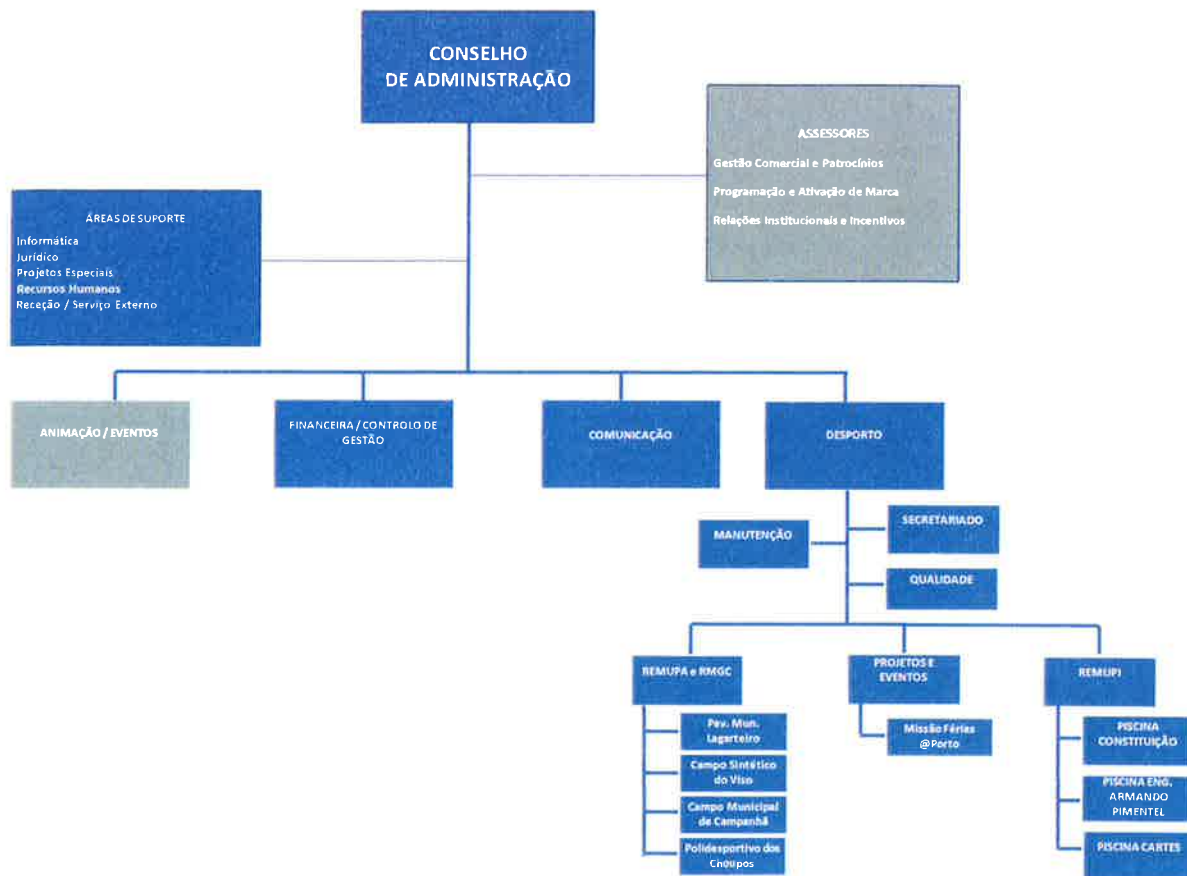 CONSELHO
DE ADMINISTRAÇÃO
ASSESSORES
Gestão Comercial e Patrocínios
Programação e Ativação de Marca
Relações Institucionais e Incentivos
ÁREAS DE SUPORTE
Informática
Jurídico
Projetos Especiais
Recursos Humanos
Receção / Serviço Externo
ANIMAÇÃO / EVENTOS
FINANCEIRA / CONTROLO DE
GESTÃO
COMUNICAÇÃO
DESPORTO
MANUTENÇÃO
SECRETARIADO
QUALIDADE
REMUPA e RMGC
Pav. Mun.
Lagarteiro
Campo Sintético
do Viso
Campo Municipal
de Campanhã
Polidesportivo dos
Choupos
PROJETOS E
EVENTOS
Missão Férias
@Porto
REMUPI
PISCINA
CONSTITUIÇÃO
PISCINA ENG.
ARMANDO
PIMENTEL
PISCINA CARTES